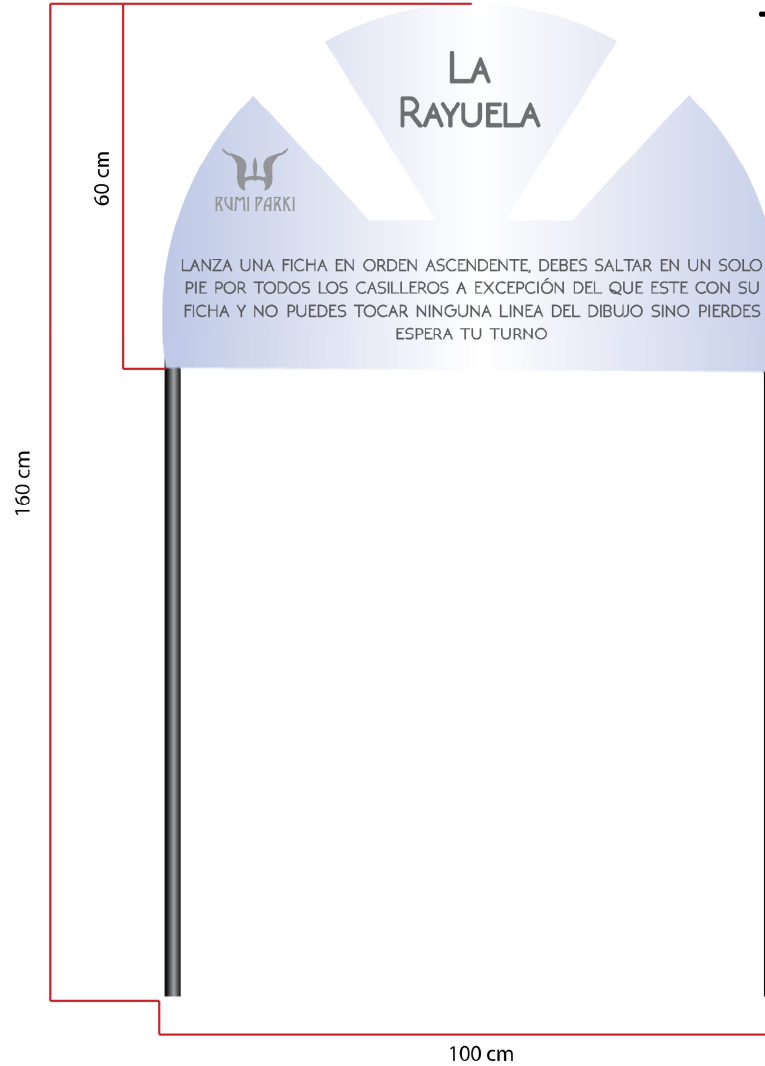 LA
RAYUELA
60 cm
RUMI PARKI
LANZA UNA FICHA EN ORDEN ASCENDENTE, DEBES SALTAR EN UN SOLO
PIE POR TODOS LOS CASILLEROS A EXCEPCIÓN DEL QUE ESTE CON SU
FICHA Y NO PUEDES TOCAR NINGUNA LINEA DEL DIBUJO SINO PIERDES
ESPERA TU TURNO
160 cm
100 cm